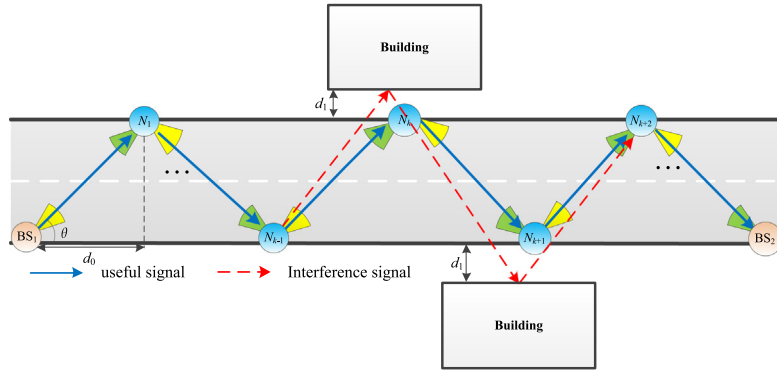 Building
d₁
N₁
Nₖ
Nₖ₊₂
...
...
BS₁
θ
Nₖ₋₁
Nₖ₊₁
BS₂
d₀
d₁
useful signal
Interference signal
Building